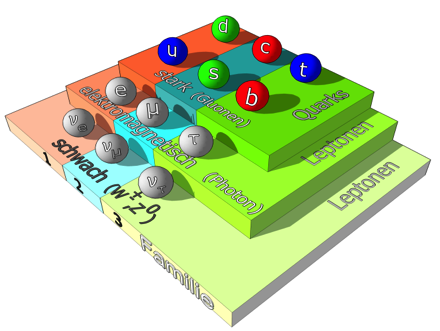 d
u
c
s
t
b
stark (Gluonen)
Quarks
e
μ
τ
elektromagnetisch (Photon)
Leptonen
νe
νμ
ντ
schwach (W±,Z0)
Leptonen
1
2
3
Familie